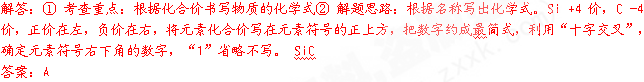 解答：① 考查重点：根据化合价书写物质的化学式② 解题思路：根据名称写出化学式。Si +4 价，C -4
价，正价在左，负价在右，将元素化合价写在元素符号的正上方，把数字约成最简式，利用“十字交叉”，
确定元素符号右下角的数字，“1”省略不写。 SiC
答案：A